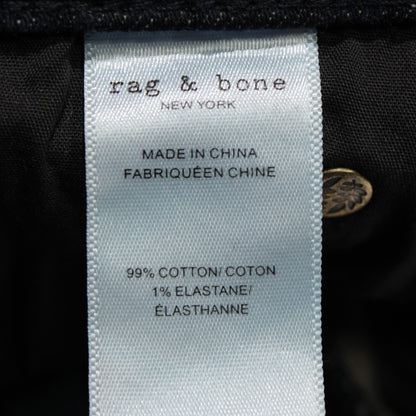 rag & bone
NEW YORK
MADE IN CHINA
FABRIQUÉEN CHINE
99% COTTON/ COTON
1% ELASTANE/
ÉLASTHANNE